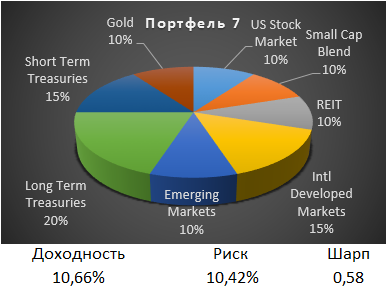 Портфель 7
Gold
10%
US Stock
Market
10%
Small Cap
Blend
10%
Short Term
Treasuries
15%
REIT
10%
Long Term
Treasuries
20%
Emerging
Markets
10%
Intl
Developed
Markets
15%
Доходность Риск Шарп
10,66% 10,42% 0,58